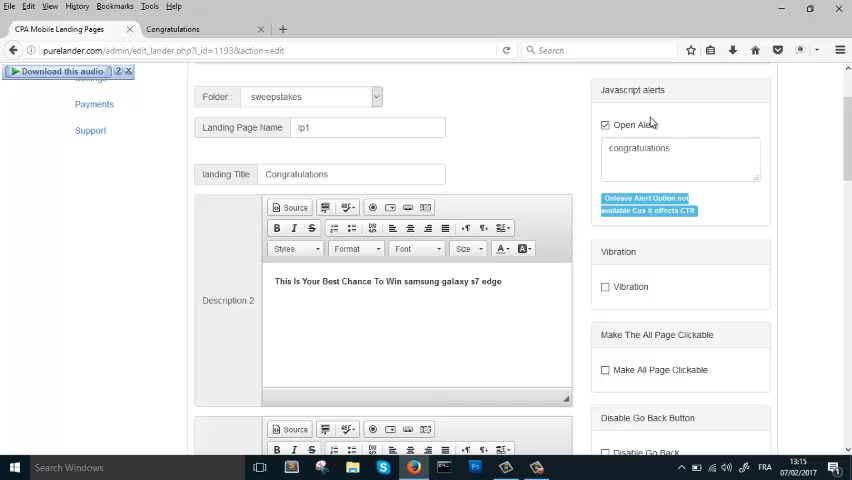 File Edit View History Bookmarks Tools Help
CPA Mobile Landing Pages
Congratulations
purelander.com/admin/edit_lander.php?l_id=1193&action=edit
Search
Download this audio ?
Payments
Support
Folder : sweepstakes
Landing Page Name lp1
landing Title Congratulations
Source
B I S
Styles Format Font Size A A
Description 2
This Is Your Best Chance To Win samsung galaxy s7 edge
Source
B I S
Javascript alerts
Open Alert
congratulations
Onleave Alert Option not
available Cus it effects CTR
Vibration
Vibration
Make The All Page Clickable
Make All Page Clickable
Disable Go Back Button
Disable Go Back
Search Windows
FRA
13:15
07/02/2017